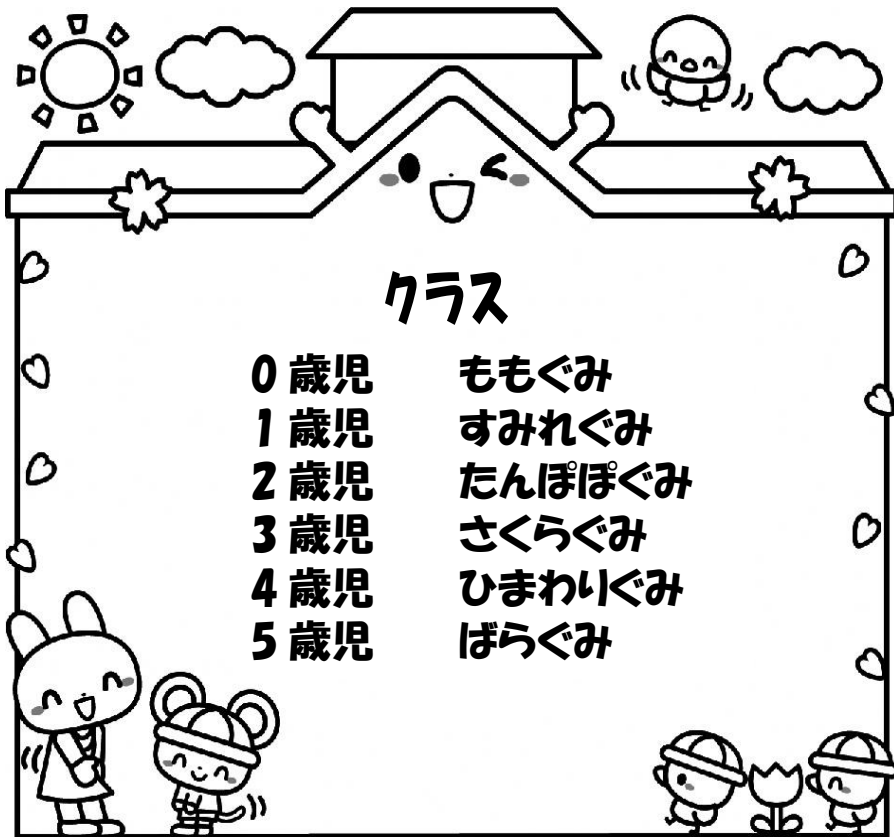 クラス
0歳児 ももぐみ
1歳児 すみれぐみ
2歳児 たんぽぽぐみ
3歳児 さくらぐみ
4歳児 ひまわりぐみ
5歳児 ばらぐみ